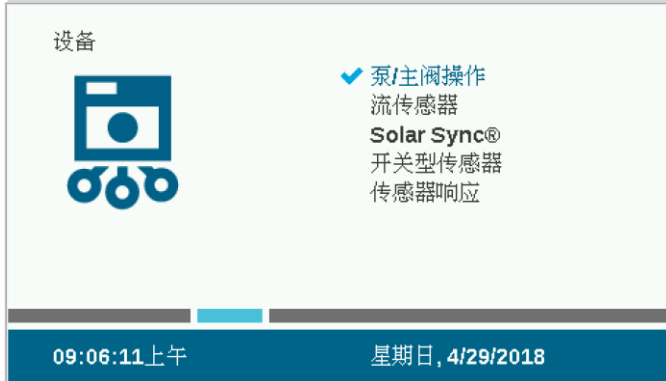 设备
泵/主阀操作
流传感器
Solar Sync®
开关型传感器
传感器响应
09:06:11上午
星期日, 4/29/2018